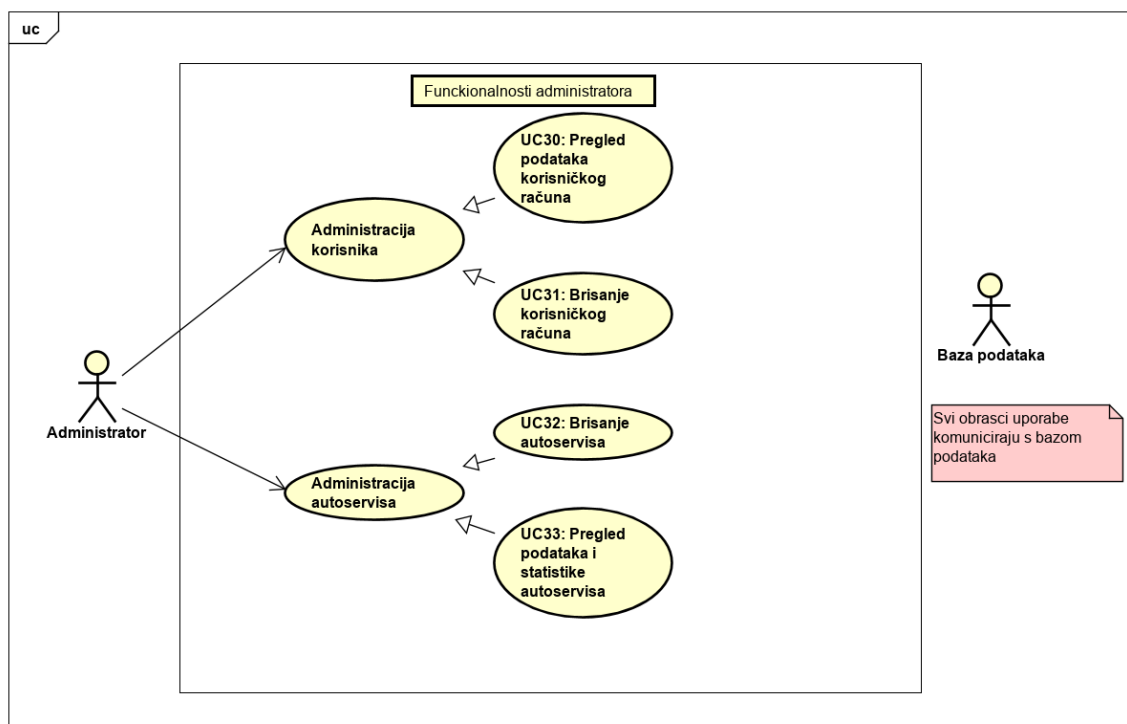 uc
Funckionalnosti administratora
UC30: Pregled
podataka
korisničkog
računa
Administracija
korisnika
UC31: Brisanje
korisničkog
računa
Baza podataka
Administrator
Svi obrasci uporabe
komuniciraju s bazom
podataka
UC32: Brisanje
autoservisa
Administracija
autoservisa
UC33: Pregled
podataka i
statistike
autoservisa